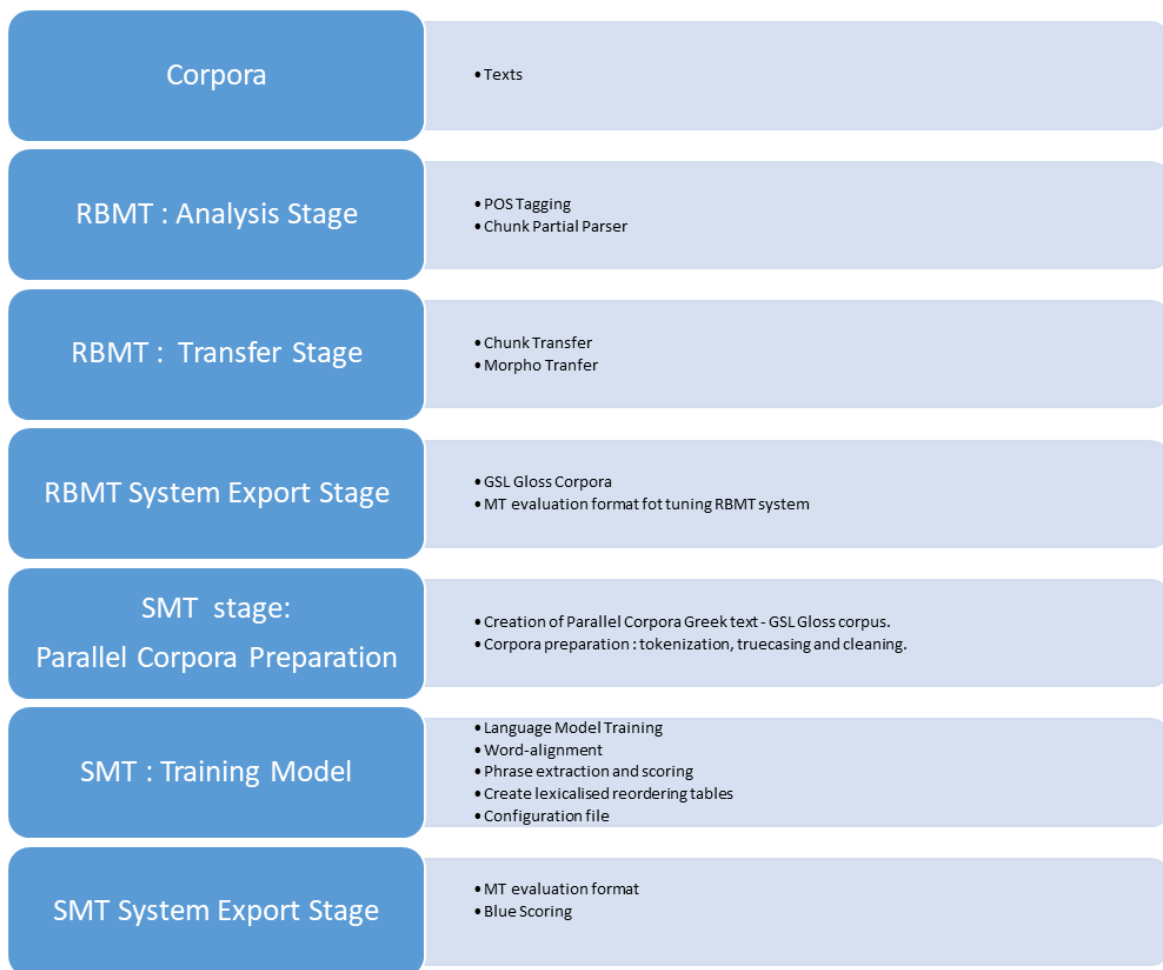 Corpora
• Texts
RBMT : Analysis Stage
• POS Tagging
• Chunk Partial Parser
RBMT : Transfer Stage
• Chunk Transfer
• Morpho Tranfer
RBMT System Export Stage
• GSL Gloss Corpora
• MT evaluation format fot tuning RBMT system
SMT stage:
Parallel Corpora Preparation
• Creation of Parallel Corpora Greek text - GSL Gloss corpus.
• Corpora preparation : tokenization, truecasing and cleaning.
SMT : Training Model
• Language Model Training
• Word-alignment
• Phrase extraction and scoring
• Create lexicalised reordering tables
• Configuration file
SMT System Export Stage
• MT evaluation format
• Blue Scoring